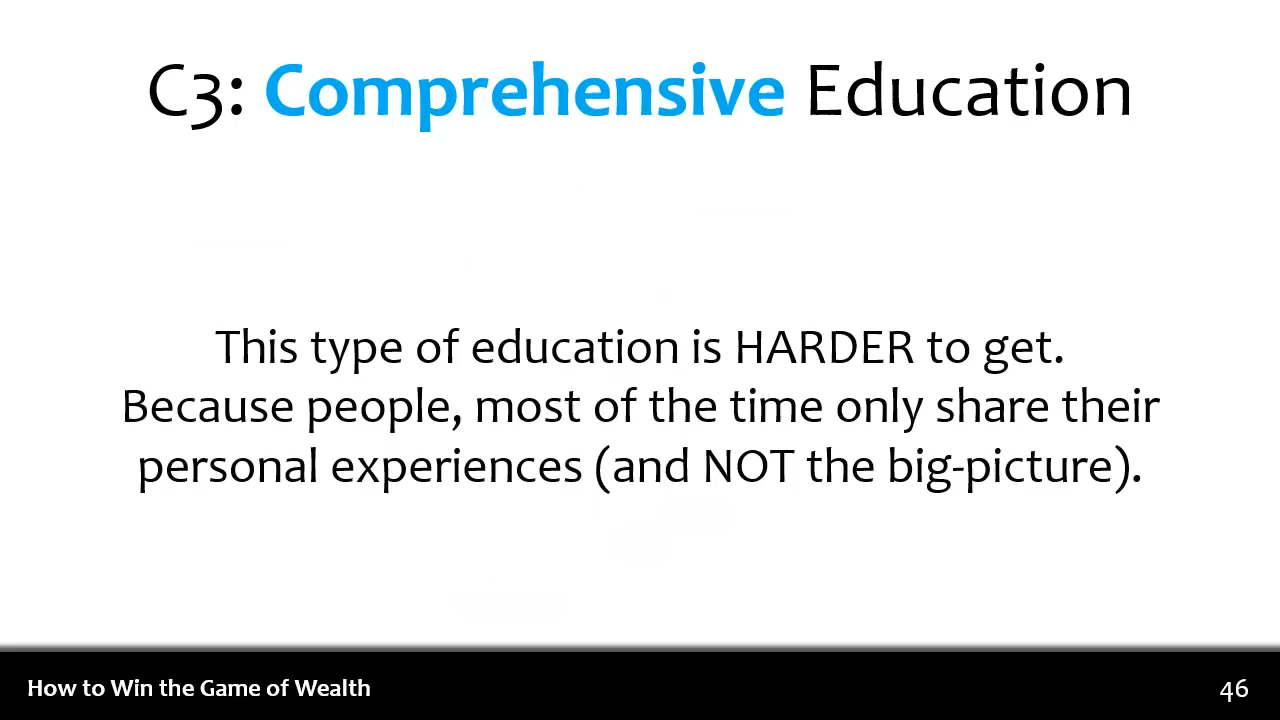 C3: Comprehensive Education
This type of education is HARDER to get.
Because people, most of the time only share their
personal experiences (and NOT the big-picture).
How to Win the Game of Wealth
46